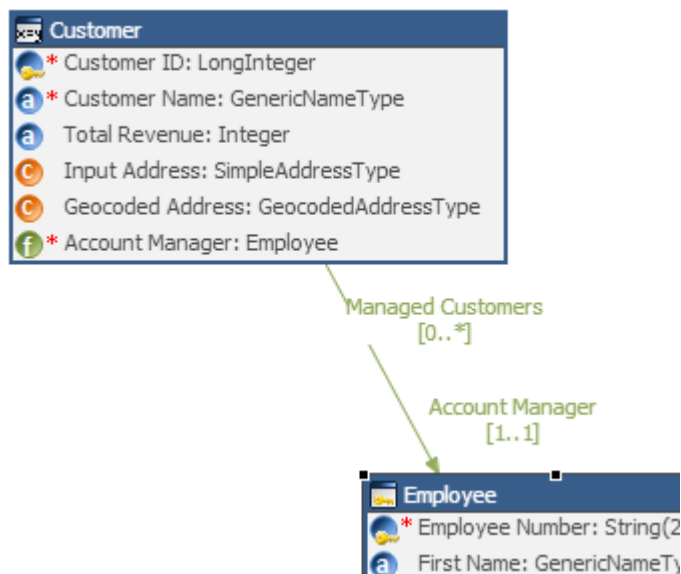 Customer
* Customer ID: LongInteger
* Customer Name: GenericNameType
Total Revenue: Integer
Input Address: SimpleAddressType
Geocoded Address: GeocodedAddressType
* Account Manager: Employee
Managed Customers
[0..*]
Account Manager
[1..1]
Employee
* Employee Number: String(2
First Name: GenericNameTy